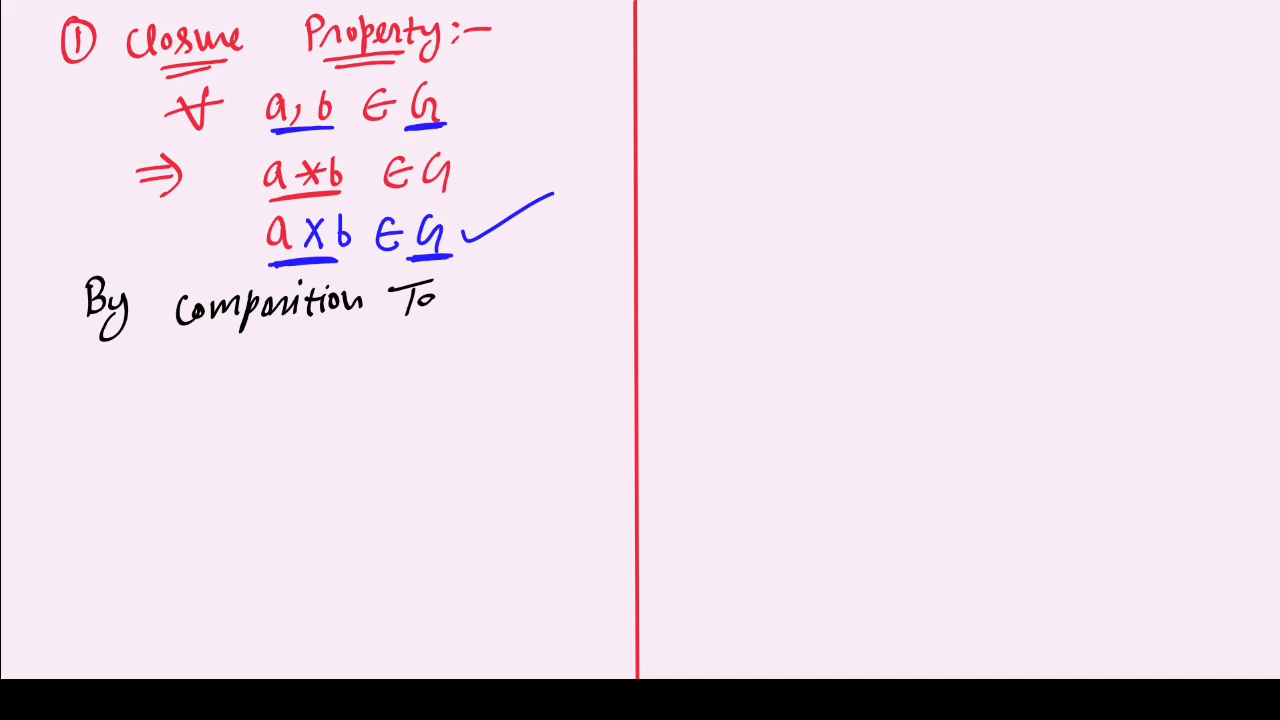 ① Closure Property :-
∀ a, b ∈ G
⇒ a * b ∈ G
a × b ∈ G ✓
By Composition To